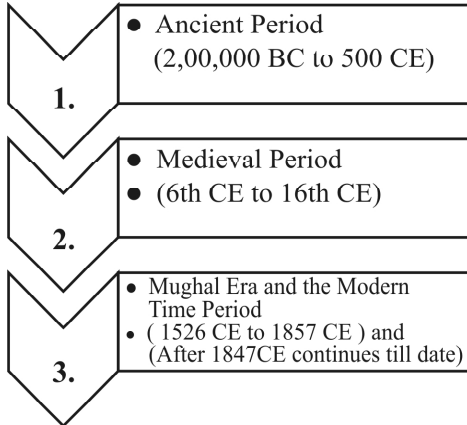 1.
● Ancient Period
(2,00,000 BC to 500 CE)
2.
● Medieval Period
● (6th CE to 16th CE)
3.
● Mughal Era and the Modern
Time Period
● ( 1526 CE to 1857 CE ) and
(After 1847CE continues till date)